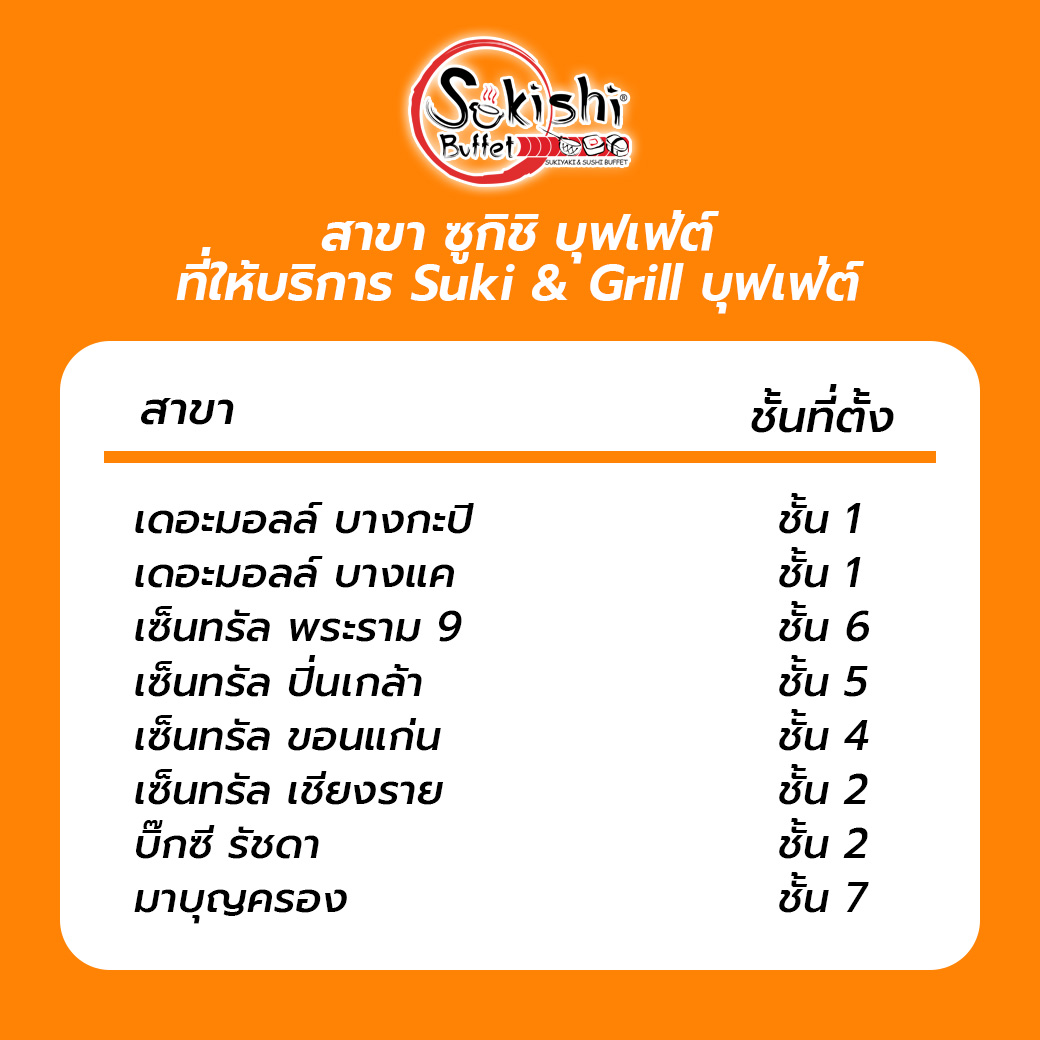 Sukishi®
Buffet
SUKIYAKI & SUSHI BUFFET
สาขา ซูกิชิ บุฟเฟ่ต์
ที่ให้บริการ Suki & Grill บุฟเฟ่ต์
สาขา ชั้นที่ตั้ง
เดอะมอลล์ บางกะปิ ชั้น 1
เดอะมอลล์ บางแค ชั้น 1
เซ็นทรัล พระราม 9 ชั้น 6
เซ็นทรัล ปิ่นเกล้า ชั้น 5
เซ็นทรัล ขอนแก่น ชั้น 4
เซ็นทรัล เชียงราย ชั้น 2
บิ๊กซี รัชดา ชั้น 2
มาบุญครอง ชั้น 7